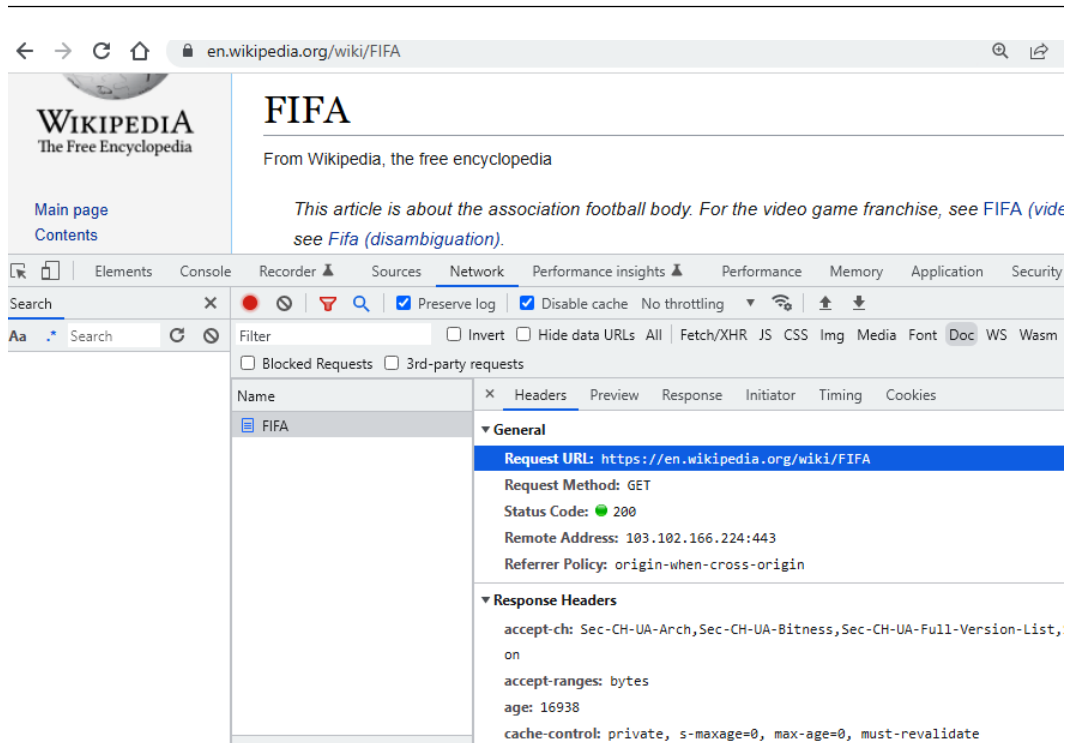 en.wikipedia.org/wiki/FIFA
WIKIPEDIA
The Free Encyclopedia
Main page
Contents
FIFA
From Wikipedia, the free encyclopedia
This article is about the association football body. For the video game franchise, see FIFA (vide
see Fifa (disambiguation).
Elements Console Recorder Sources Network Performance insights Performance Memory Application Security
Search
Aa .* Search
Preserve log Disable cache No throttling
Filter Invert Hide data URLs All Fetch/XHR JS CSS Img Media Font Doc WS Wasm
Blocked Requests 3rd-party requests
Name
FIFA
Headers Preview Response Initiator Timing Cookies
General
Request URL: https://en.wikipedia.org/wiki/FIFA
Request Method: GET
Status Code: 200
Remote Address: 103.102.166.224:443
Referrer Policy: origin-when-cross-origin
Response Headers
accept-ch: Sec-CH-UA-Arch,Sec-CH-UA-Bitness,Sec-CH-UA-Full-Version-List,
on
accept-ranges: bytes
age: 16938
cache-control: private, s-maxage=0, max-age=0, must-revalidate